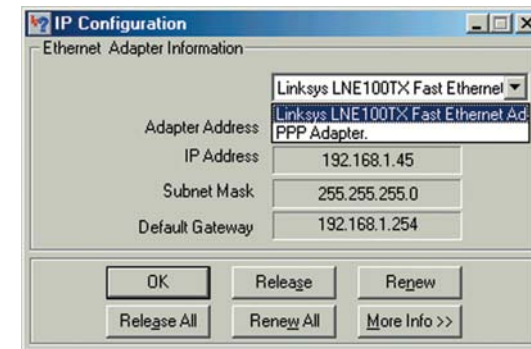 IP Configuration
Ethernet Adapter Information
Linksys LNE100TX Fast Ethernet
Linksys LNE100TX Fast Ethernet Ad
PPP Adapter.
Adapter Address
IP Address 192.168.1.45
Subnet Mask 255.255.255.0
Default Gateway 192.168.1.254
OK Release Renew
Release All Renew All More Info >>